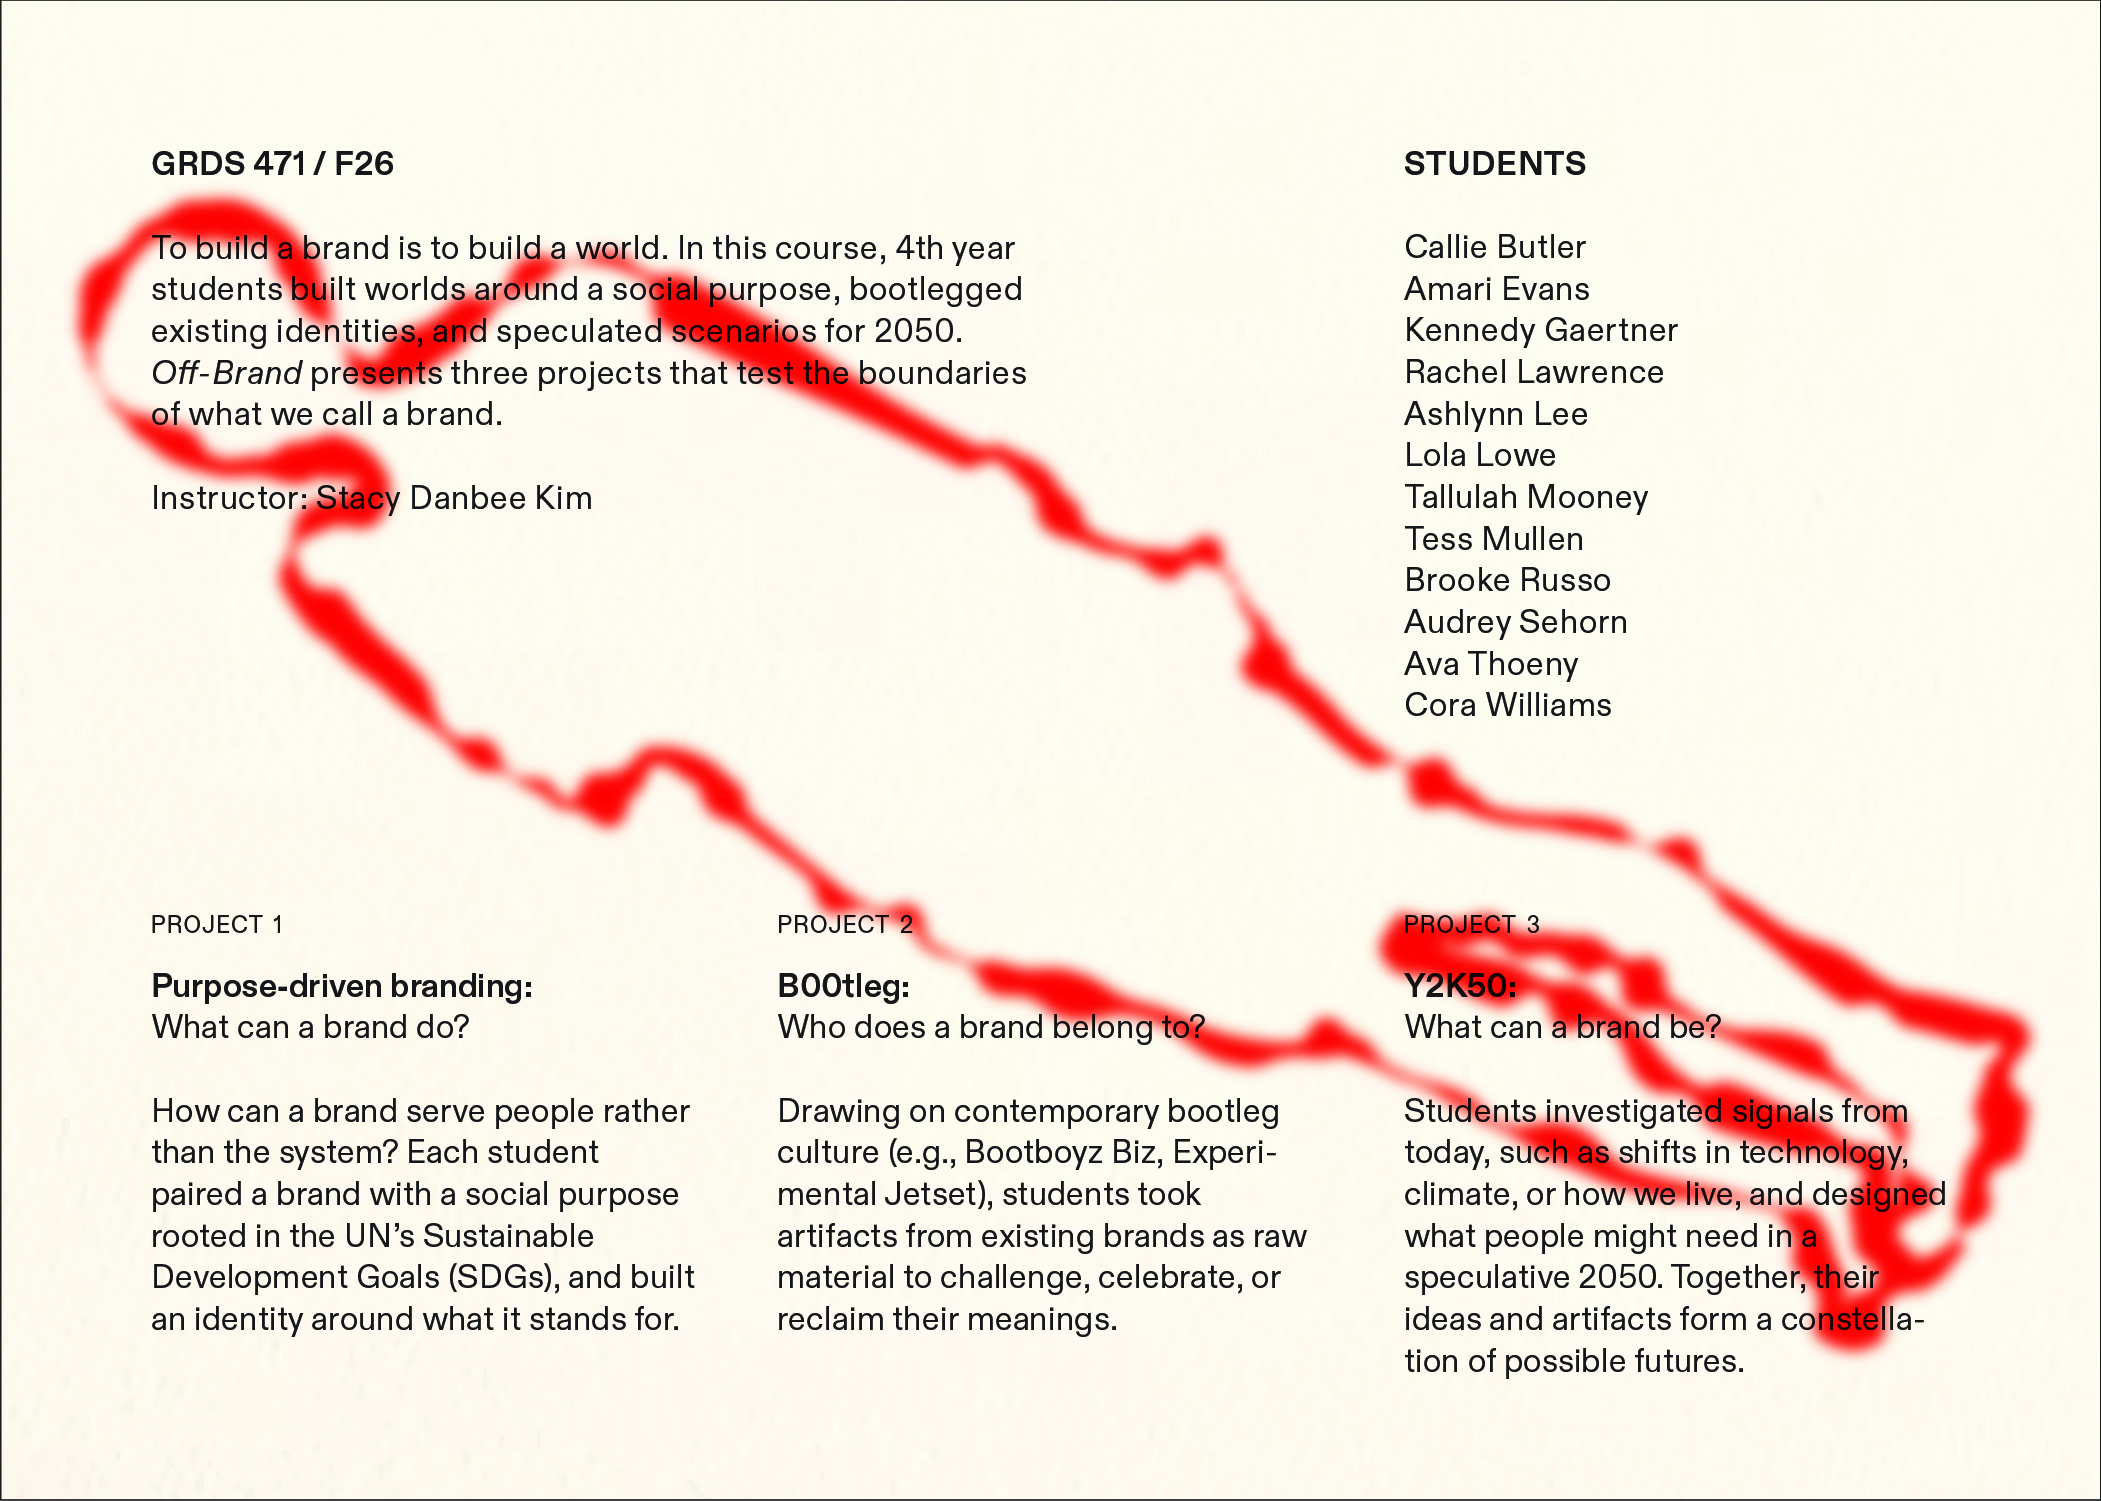 GRDS 471 / F26
To build a brand is to build a world. In this course, 4th year
students built worlds around a social purpose, bootlegged
existing identities, and speculated scenarios for 2050.
Off-Brand presents three projects that test the boundaries
of what we call a brand.
Instructor: Stacy Danbee Kim
STUDENTS
Callie Butler
Amari Evans
Kennedy Gaertner
Rachel Lawrence
Ashlynn Lee
Lola Lowe
Tallulah Mooney
Tess Mullen
Brooke Russo
Audrey Sehorn
Ava Thoeny
Cora Williams
PROJECT 1
Purpose-driven branding:
What can a brand do?
How can a brand serve people rather
than the system? Each student
paired a brand with a social purpose
rooted in the UN’s Sustainable
Development Goals (SDGs), and built
an identity around what it stands for.
PROJECT 2
B00tleg:
Who does a brand belong to?
Drawing on contemporary bootleg
culture (e.g., Bootboyz Biz, Experi-
mental Jetset), students took
artifacts from existing brands as raw
material to challenge, celebrate, or
reclaim their meanings.
PROJECT 3
Y2K50:
What can a brand be?
Students investigated signals from
today, such as shifts in technology,
climate, or how we live, and designed
what people might need in a
speculative 2050. Together, their
ideas and artifacts form a constella-
tion of possible futures.